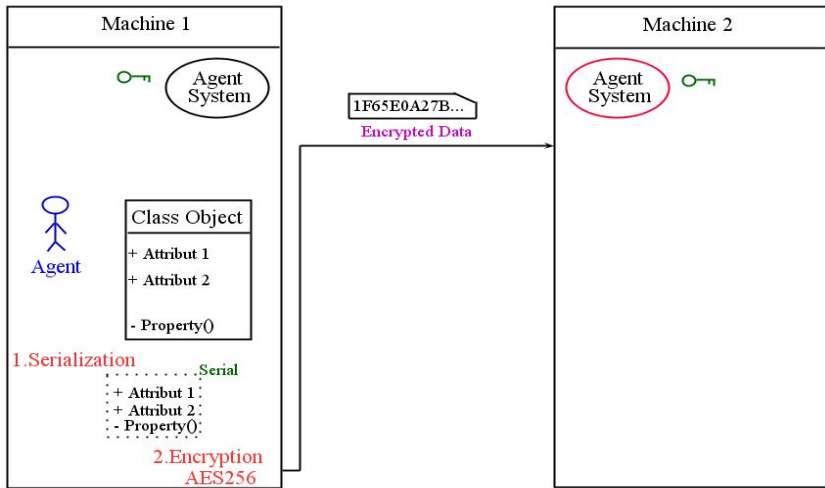 Machine 1
Agent
System
Agent
Class Object
+ Attribut 1
+ Attribut 2
- Property()
1.Serialization
Serial
+ Attribut 1
+ Attribut 2
- Property()
2.Encryption
AES256
1F65E0A27B...
Encrypted Data
Machine 2
Agent
System